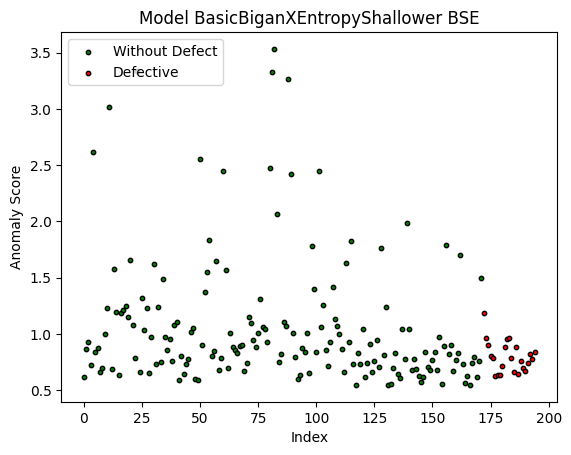 Model BasicBiganXEntropyShallower BSE
Without Defect
Defective
3.5
3.0
2.5
2.0
1.5
1.0
0.5
Anomaly Score
0 25 50 75 100 125 150 175 200
Index